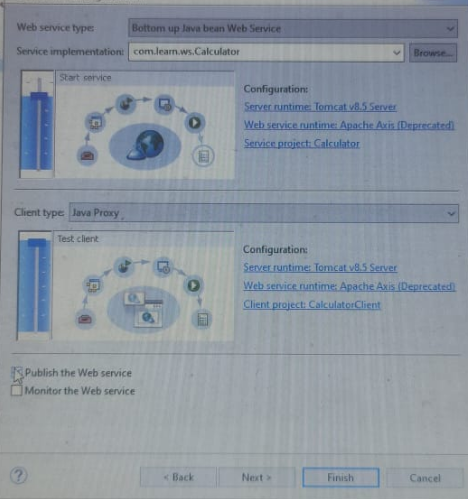 Web service type: Bottom up Java bean Web Service
Service implementation: com.learn.ws.Calculator Browse...
Start service
Configuration:
Server runtime: Tomcat v8.5 Server
Web service runtime: Apache Axis (Deprecated)
Service project: Calculator
Client type: Java Proxy
Test client
Configuration:
Server runtime: Tomcat v8.5 Server
Web service runtime: Apache Axis (Deprecated)
Client project: CalculatorClient
Publish the Web service
Monitor the Web service
? < Back Next > Finish Cancel